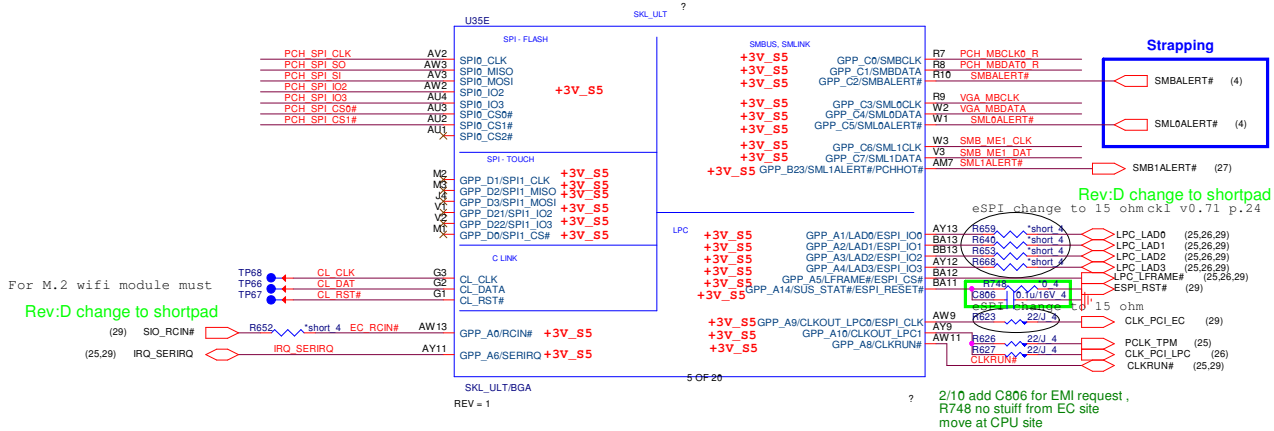 ?
SKL_ULT
U35E
SPI - FLASH
SMBUS, SMLINK
Strapping
PCH_SPI_CLK AV2 SPI0_CLK
PCH_SPI_SO AW3 SPI0_MISO
PCH_SPI_SI AV3 SPI0_MOSI
PCH_SPI_IO2 AW2 SPI0_IO2
PCH_SPI_IO3 AU4 SPI0_IO3
PCH_SPI_CS0# AU3 SPI0_CS0#
PCH_SPI_CS1# AU2 SPI0_CS1#
AU1 SPI0_CS2#
+3V_S5
+3V_S5 GPP_C0/SMBCLK R7 PCH_MBCLK0_R
+3V_S5 GPP_C1/SMBDATA R8 PCH_MBDAT0_R
+3V_S5 GPP_C2/SMBALERT# R10 SMBALERT# SMBALERT# (4)
+3V_S5 GPP_C3/SML0CLK R9 VGA_MBCLK
+3V_S5 GPP_C4/SML0DATA W2 VGA_MBDATA
+3V_S5 GPP_C5/SML0ALERT# W1 SML0ALERT# SML0ALERT# (4)
+3V_S5 GPP_C6/SML1CLK W3 SMB_ME1_CLK
+3V_S5 GPP_C7/SML1DATA V3 SMB_ME1_DAT
+3V_S5 GPP_B23/SML1ALERT#/PCHHOT# AM7 SML1ALERT# SMB1ALERT# (27)
SPI - TOUCH
M2 GPP_D1/SPI1_CLK +3V_S5
M3 GPP_D2/SPI1_MISO +3V_S5
J4 GPP_D3/SPI1_MOSI +3V_S5
V1 GPP_D21/SPI1_IO2 +3V_S5
V2 GPP_D22/SPI1_IO3 +3V_S5
M1 GPP_D0/SPI1_CS# +3V_S5
Rev:D change to shortpad
eSPI change to 15 ohm ckl v0.71 p.24
LPC
+3V_S5 GPP_A1/LAD0/ESPI_IO0 AY13 R659 *short_4 LPC_LAD0 (25,26,29)
+3V_S5 GPP_A2/LAD1/ESPI_IO1 BA13 R640 *short_4 LPC_LAD1 (25,26,29)
+3V_S5 GPP_A3/LAD2/ESPI_IO2 BB13 R653 *short_4 LPC_LAD2 (25,26,29)
+3V_S5 GPP_A4/LAD3/ESPI_IO3 AY12 R668 *short_4 LPC_LAD3 (25,26,29)
+3V_S5 GPP_A5/LFRAME#/ESPI_CS# BA12 LPC_LFRAME# (25,26,29)
+3V_S5 GPP_A14/SUS_STAT#/ESPI_RESET# BA11 R748 *0_4 ESPI_RST# (29)
C806 0.1u/16V_4
eSPI change to 15 ohm
C LINK
For M.2 wifi module must
TP68 CL_CLK G3 CL_CLK
TP66 CL_DAT G2 CL_DATA
TP67 CL_RST# G1 CL_RST#
Rev:D change to shortpad
(29) SIO_RCIN# R652 *short_4 EC_RCIN# AW13 GPP_A0/RCIN# +3V_S5
(25,29) IRQ_SERIRQ IRQ_SERIRQ AY11 GPP_A6/SERIRQ +3V_S5
+3V_S5 GPP_A9/CLKOUT_LPC0/ESPI_CLK AW9 R623 22/J_4 CLK_PCI_EC (29)
+3V_S5 GPP_A10/CLKOUT_LPC1 AY9 R626 22/J_4 PCLK_TPM (25)
+3V_S5 GPP_A8/CLKRUN# AW11 R627 22/J_4 CLK_PCI_LPC (26)
CLKRUN# CLKRUN# (25,29)
5 OF 20
SKL_ULT/BGA
REV = 1
?
2/10 add C806 for EMI request ,
R748 no stuiff from EC site
move at CPU site